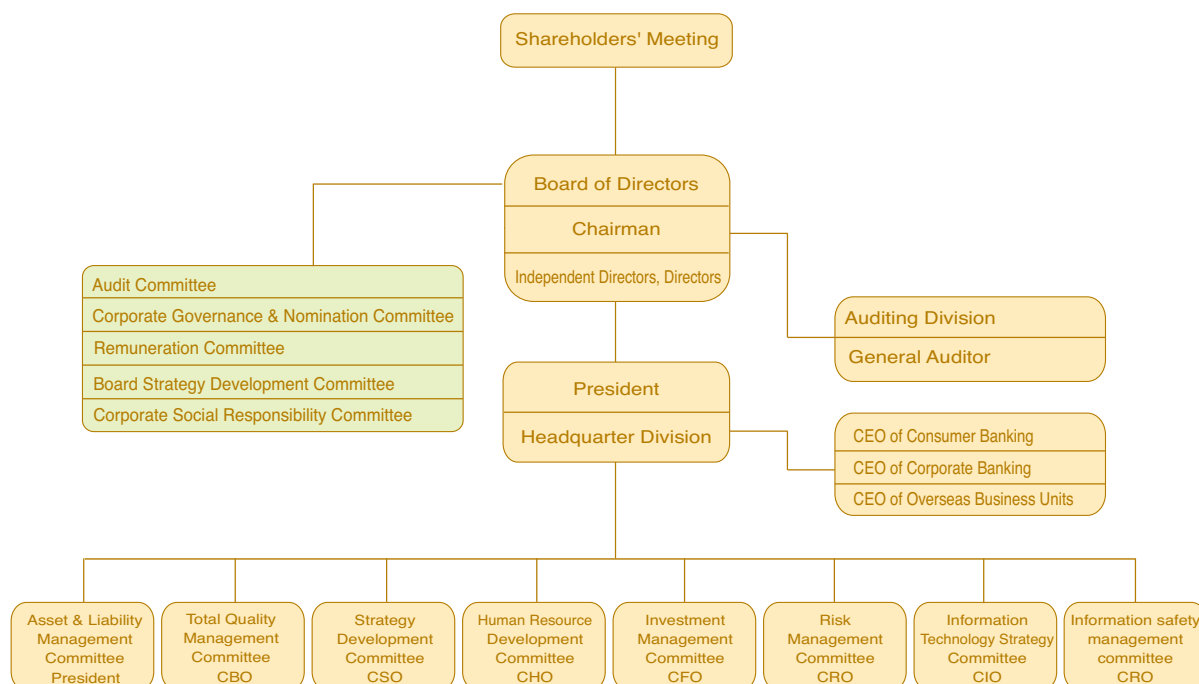 Shareholders' Meeting
Board of Directors
Chairman
Independent Directors, Directors
Audit Committee
Corporate Governance & Nomination Committee
Remuneration Committee
Board Strategy Development Committee
Corporate Social Responsibility Committee
Auditing Division
General Auditor
President
Headquarter Division
CEO of Consumer Banking
CEO of Corporate Banking
CEO of Overseas Business Units
Asset & Liability
Management
Committee
President
Total Quality
Management
Committee
CBO
Strategy
Development
Committee
CSO
Human Resource
Development
Committee
CHO
Investment
Management
Committee
CFO
Risk
Management
Committee
CRO
Information
Technology Strategy
Committee
CIO
Information safety
management
committee
CRO